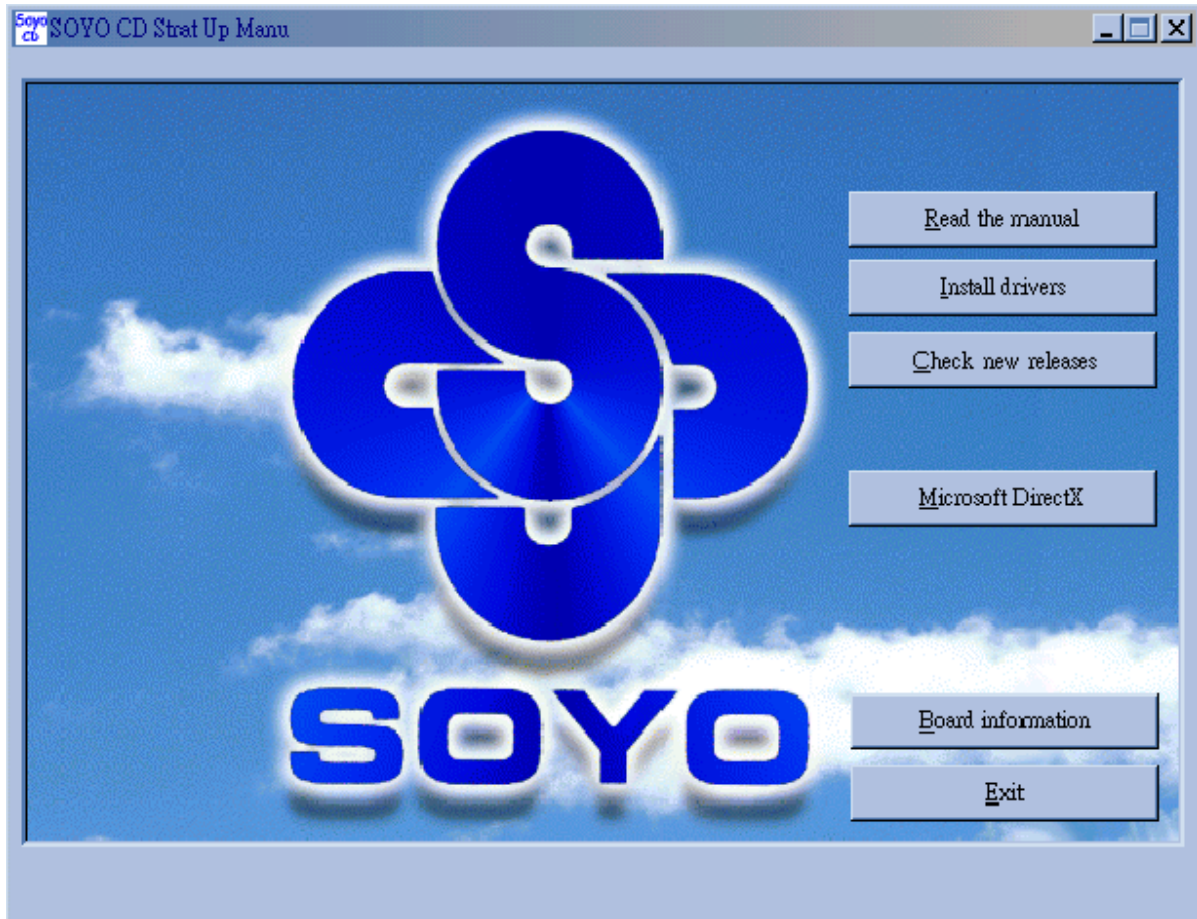 Soyo
CD
SOYO CD Strat Up Manu
Read the manual
Install drivers
Check new releases
Microsoft DirectX
SOYO
Board information
Exit